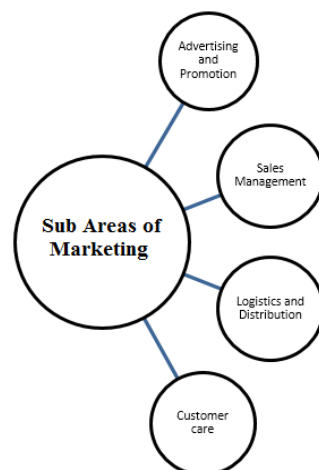 Advertising
and
Promotion
Sales
Management
Sub Areas of
Marketing
Logistics and
Distribution
Customer
care